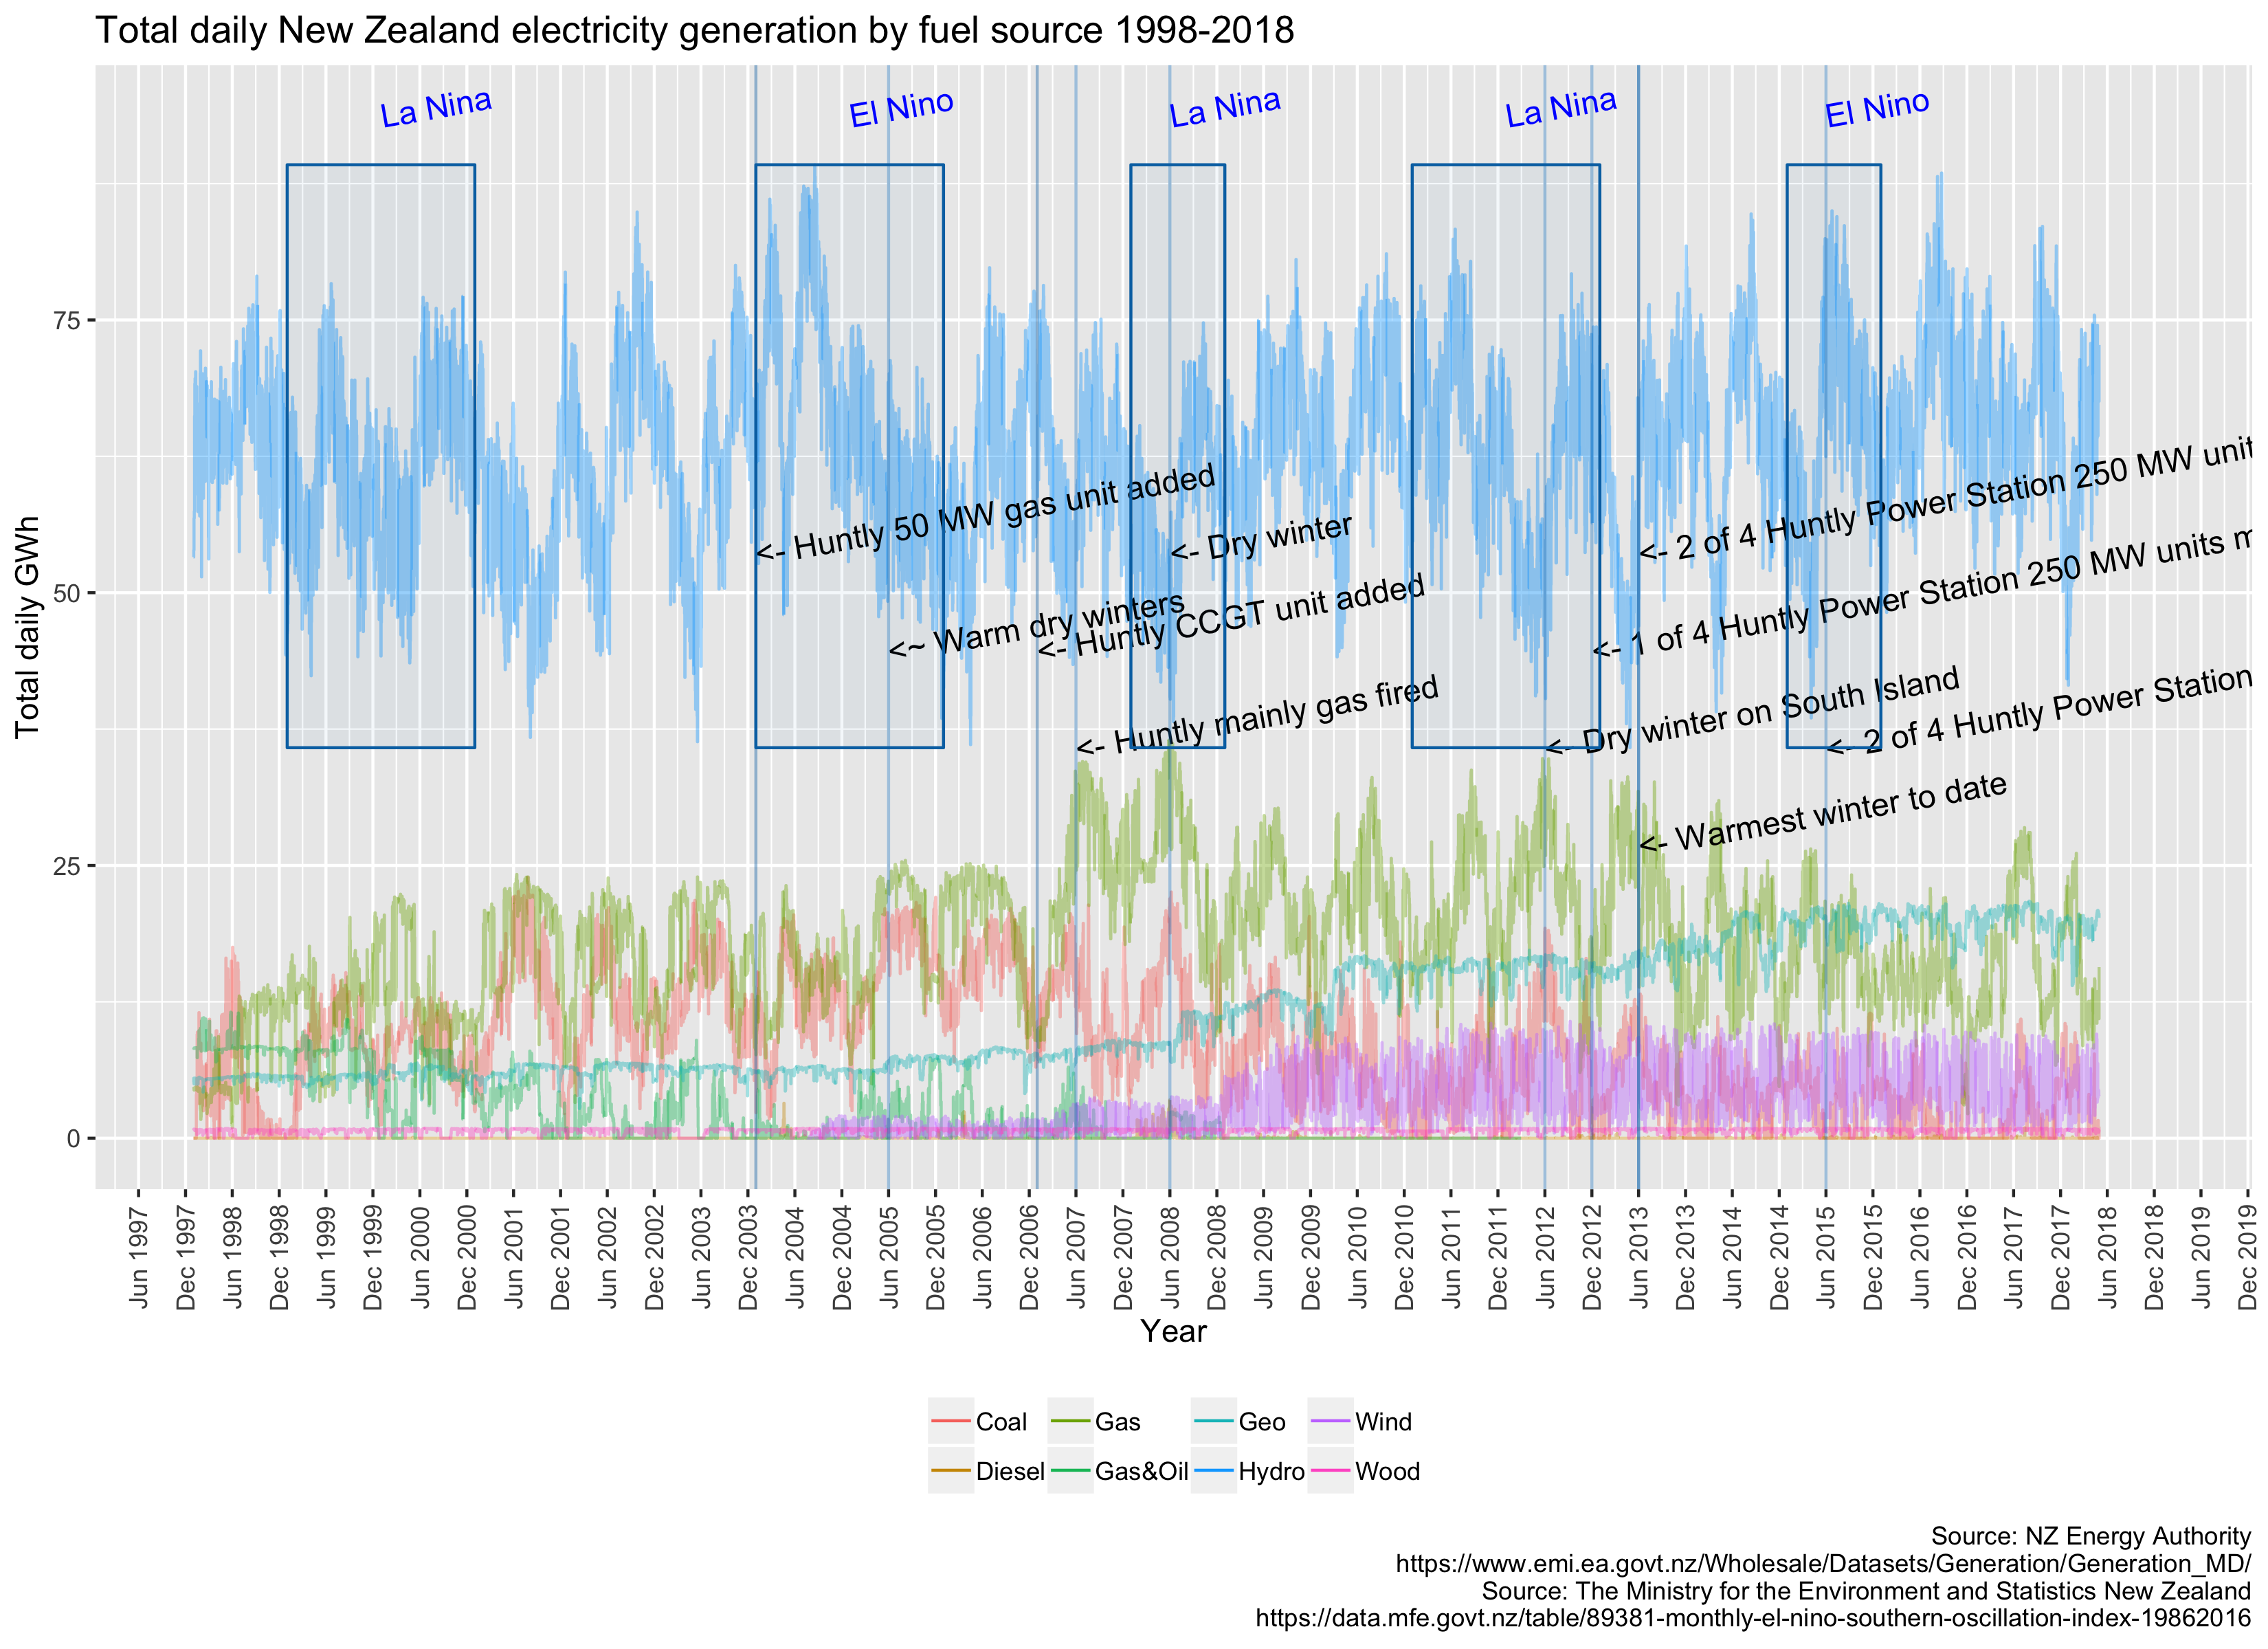 Total daily New Zealand electricity generation by fuel source 1998-2018
La Nina
El Nino
La Nina
La Nina
El Nino
<- Huntly 50 MW gas unit added
<- Dry winter
<- 2 of 4 Huntly Power Station 250 MW unit
<~ Warm dry winters
<- Huntly CCGT unit added
<- 1 of 4 Huntly Power Station 250 MW units m
<- Huntly mainly gas fired
<- Dry winter on South Island
<- 2 of 4 Huntly Power Station
<- Warmest winter to date
Total daily GWh
75
50
25
0
Jun 1997
Dec 1997
Jun 1998
Dec 1998
Jun 1999
Dec 1999
Jun 2000
Dec 2000
Jun 2001
Dec 2001
Jun 2002
Dec 2002
Jun 2003
Dec 2003
Jun 2004
Dec 2004
Jun 2005
Dec 2005
Jun 2006
Dec 2006
Jun 2007
Dec 2007
Jun 2008
Dec 2008
Jun 2009
Dec 2009
Jun 2010
Dec 2010
Jun 2011
Dec 2011
Jun 2012
Dec 2012
Jun 2013
Dec 2013
Jun 2014
Dec 2014
Jun 2015
Dec 2015
Jun 2016
Dec 2016
Jun 2017
Dec 2017
Jun 2018
Dec 2018
Jun 2019
Dec 2019
Year
Coal Gas Geo Wind
Diesel Gas&Oil Hydro Wood
Source: NZ Energy Authority
https://www.emi.ea.govt.nz/Wholesale/Datasets/Generation/Generation_MD/
Source: The Ministry for the Environment and Statistics New Zealand
https://data.mfe.govt.nz/table/89381-monthly-el-nino-southern-oscillation-index-19862016